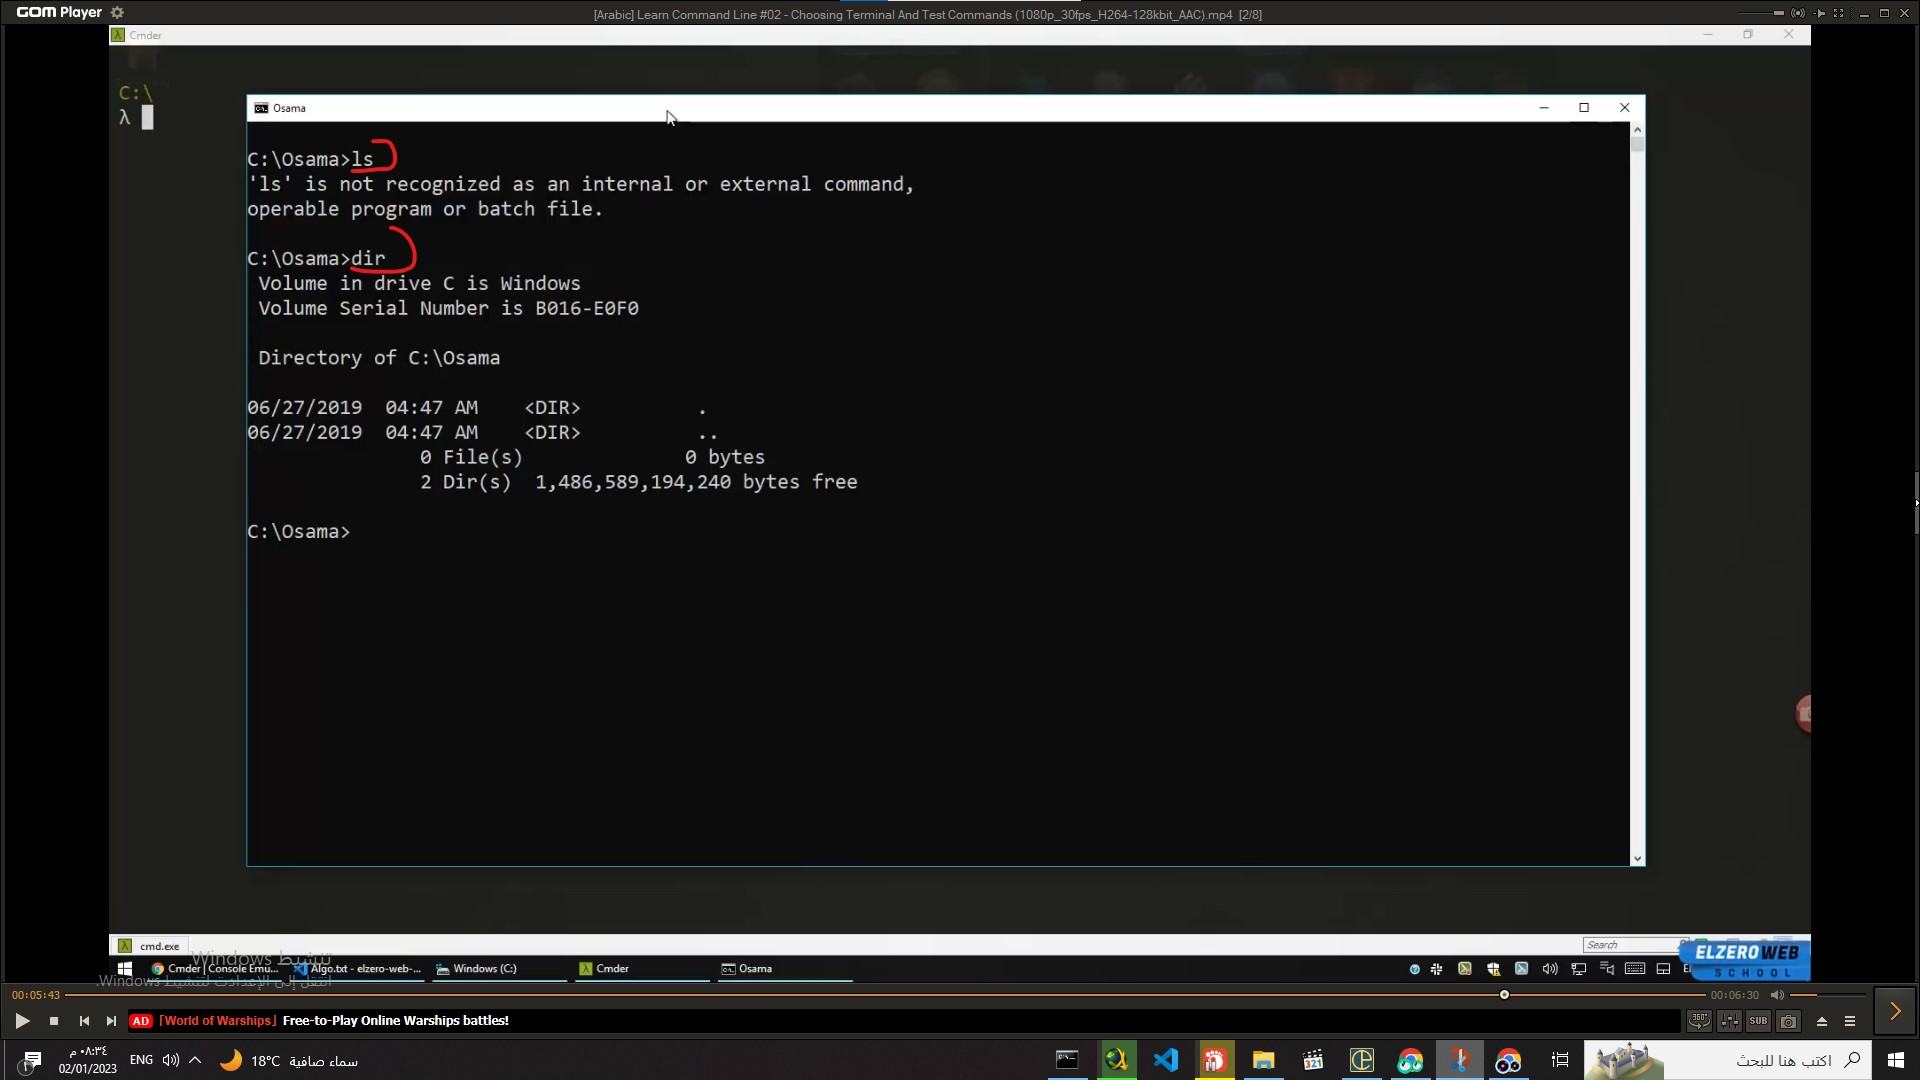 GOM Player
[Arabic] Learn Command Line #02 - Choosing Terminal And Test Commands (1080p_30fps_H264-128kbit_AAC).mp4 [2/8]
Cmder
C:\
λ
Osama
C:\Osama>ls
'ls' is not recognized as an internal or external command,
operable program or batch file.
C:\Osama>dir
Volume in drive C is Windows
Volume Serial Number is B016-E0F0
Directory of C:\Osama
06/27/2019  04:47 AM    <DIR>          .
06/27/2019  04:47 AM    <DIR>          ..
0 File(s)              0 bytes
2 Dir(s)  1,486,589,194,240 bytes free
C:\Osama>
cmd.exe
Search
تنشيط Windows
ELZERO WEB
SCHOOL
Cmder | Console Emu...
Algo.txt - elzero-web-...
Windows (C:)
Cmder
Osama
انتقل إلى الإعدادات لتنشيط Windows.
00:05:43
00:06:30
AD [World of Warships] Free-to-Play Online Warships battles!
360°
SUB
٠٨:٣٤ م
02/01/2023
ENG
18°C سماء صافية
321
اكتب هنا للبحث